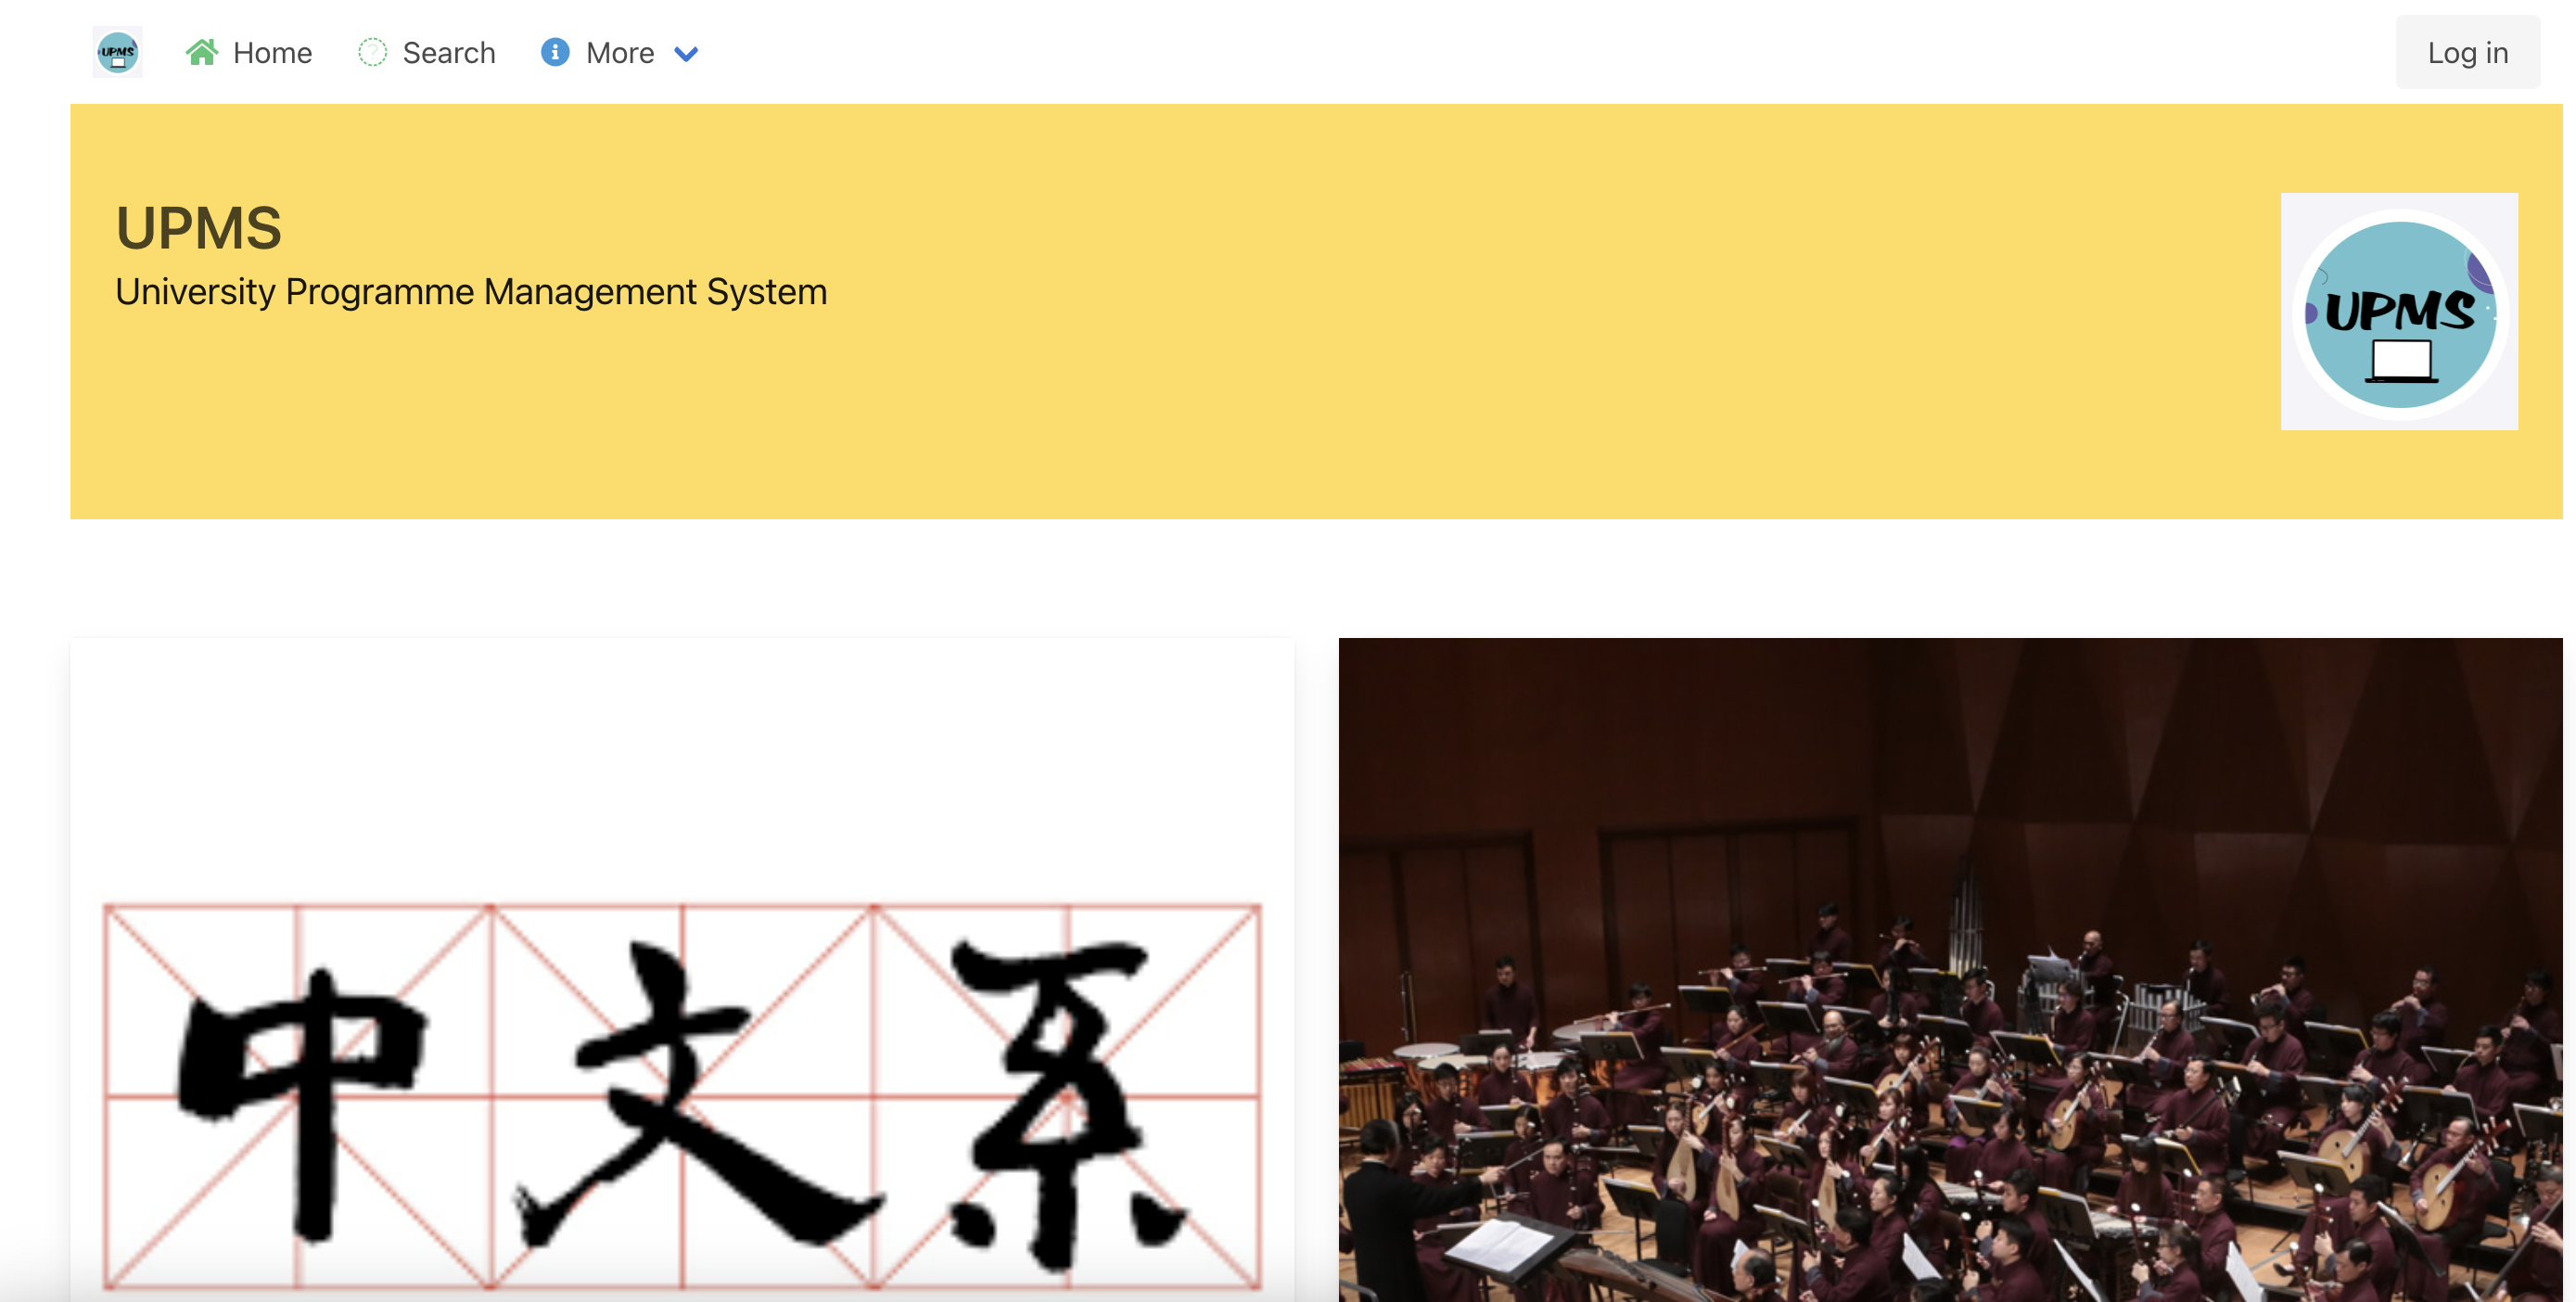 UPMS
Home
Search
More
Log in
UPMS
University Programme Management System
UPMS
中文系